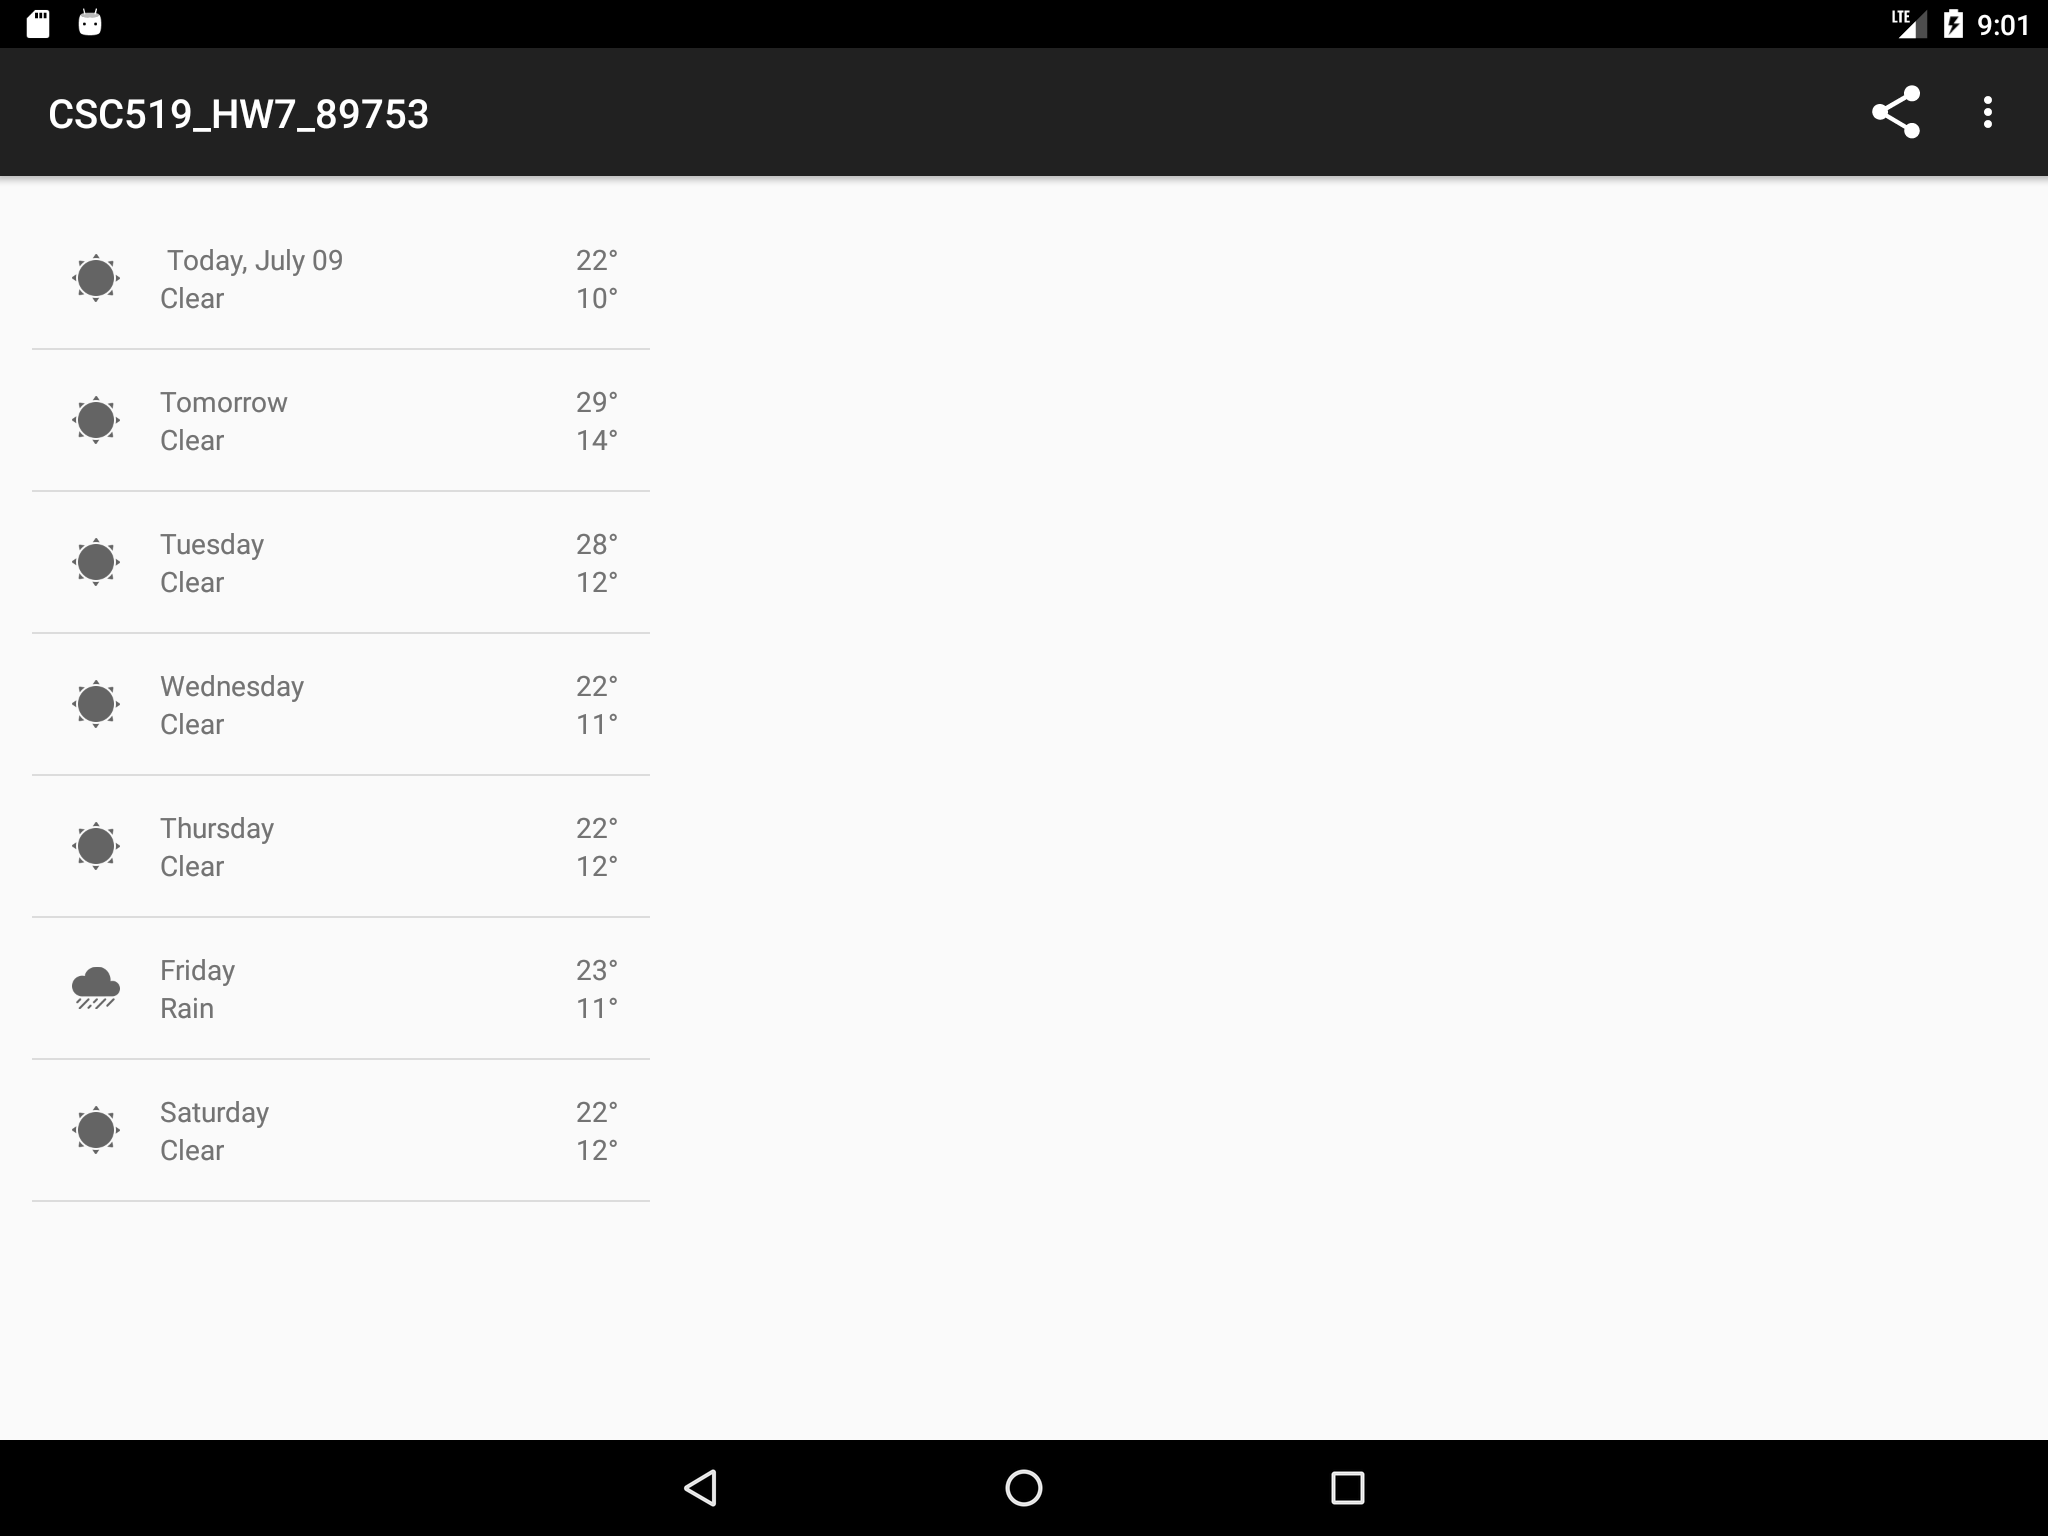 LTE 9:01
CSC519_HW7_89753
Today, July 09 22°
Clear 10°
Tomorrow 29°
Clear 14°
Tuesday 28°
Clear 12°
Wednesday 22°
Clear 11°
Thursday 22°
Clear 12°
Friday 23°
Rain 11°
Saturday 22°
Clear 12°